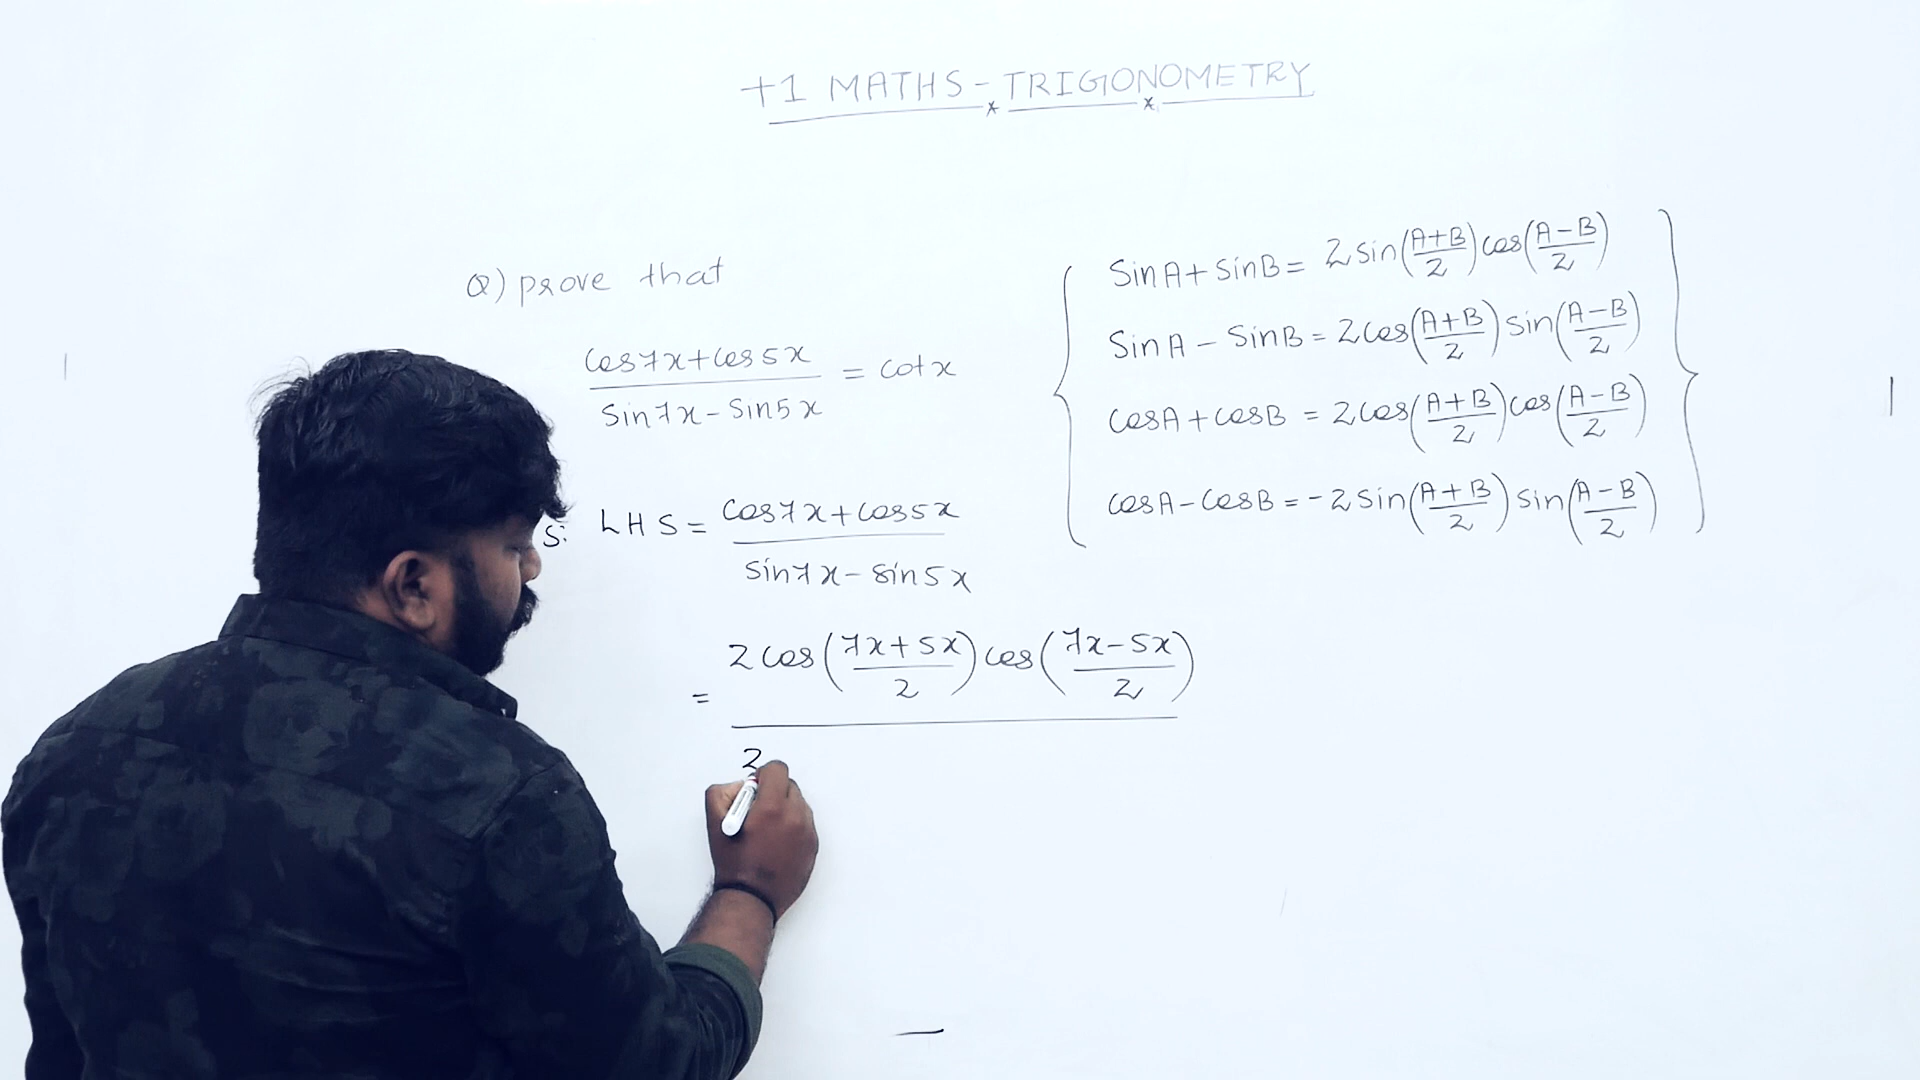 +1 MATHS - TRIGONOMETRY
Q) prove that
cos7x+cos5x / sin7x-sin5x = cotx
S: LHS = cos7x+cos5x / sin7x-sin5x
= 2cos(7x+5x/2)cos(7x-5x/2)
2
SinA+sinB = 2sin(A+B/2)cos(A-B/2)
SinA-SinB = 2cos(A+B/2)sin(A-B/2)
cosA+cosB = 2cos(A+B/2)cos(A-B/2)
cosA-cosB = -2sin(A+B/2)sin(A-B/2)